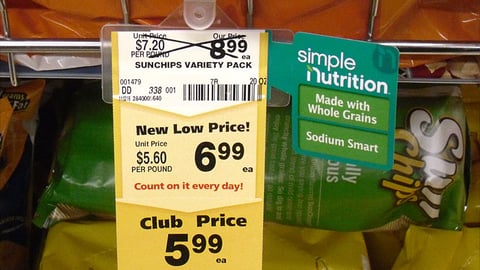 Unit Price Our Price
$7.20 8.99
PER POUND ea
SUNCHIPS VARIETY PACK
001479 7R 20 OZ
DD 338 001
New Low Price!
Unit Price
$5.60 6.99
PER POUND ea
Count on it every day!
Club Price
5.99
ea
simple
nutrition
Made with
Whole Grains
Sodium Smart
Sun
Chips